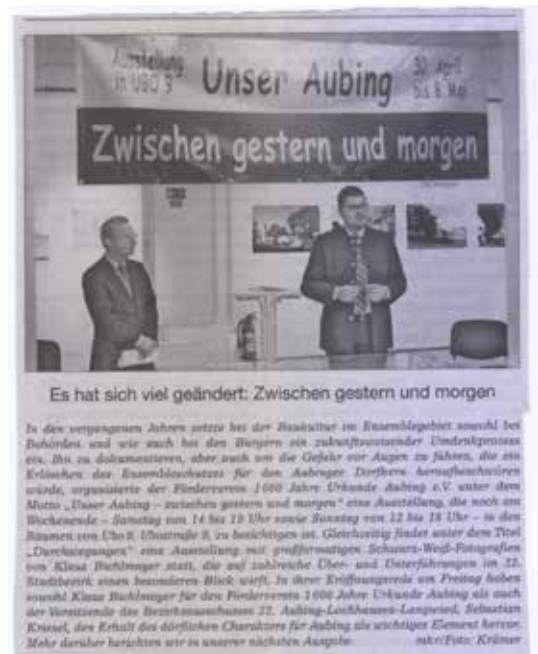 Ausstellung
in UBO 9
Unser Aubing
30. April
bis 8. Mai
Zwischen gestern und morgen
Es hat sich viel geändert: Zwischen gestern und morgen
In den vergangenen Jahren setzte bei der Baukultur im Ensemblegebiet sowohl bei
Behörden und wie auch bei den Bürgern ein zukunftsweisender Umdenkprozess
ein. Ihn zu dokumentieren, aber auch um die Gefahr vor Augen zu führen, die ein
Erlöschen des Ensembleschutzes für den Aubinger Dorfkern heraufbeschwören
würde, organisierte der Förderverein 1000 Jahre Urkunde Aubing e.V. unter dem
Motto „Unser Aubing – zwischen gestern und morgen" eine Ausstellung, die noch am
Wochenende – Samstag von 14 bis 19 Uhr sowie Sonntag von 12 bis 18 Uhr – in den
Räumen von Ubo 9, Ubostraße 9, zu besichtigen ist. Gleichzeitig findet unter dem Titel
„Durchwegungen" eine Ausstellung mit großformatigen Schwarz-Weiß-Fotografien
von Klaus Bichlmayer statt, die auf zahlreiche Über- und Unterführungen im 22.
Stadtbezirk einen besonderen Blick wirft. In ihrer Eröffnungsrede am Freitag hoben
sowohl Klaus Bichlmayer für den Förderverein 1000 Jahre Urkunde Aubing als auch
der Vorsitzende des Bezirksausschusses 22, Aubing-Lochhausen-Langwied, Sebastian
Kriesel, den Erhalt des dörflichen Charakters für Aubing als wichtiges Element hervor.
Mehr darüber berichten wir in unserer nächsten Ausgabe. mkr/Foto: Krämer